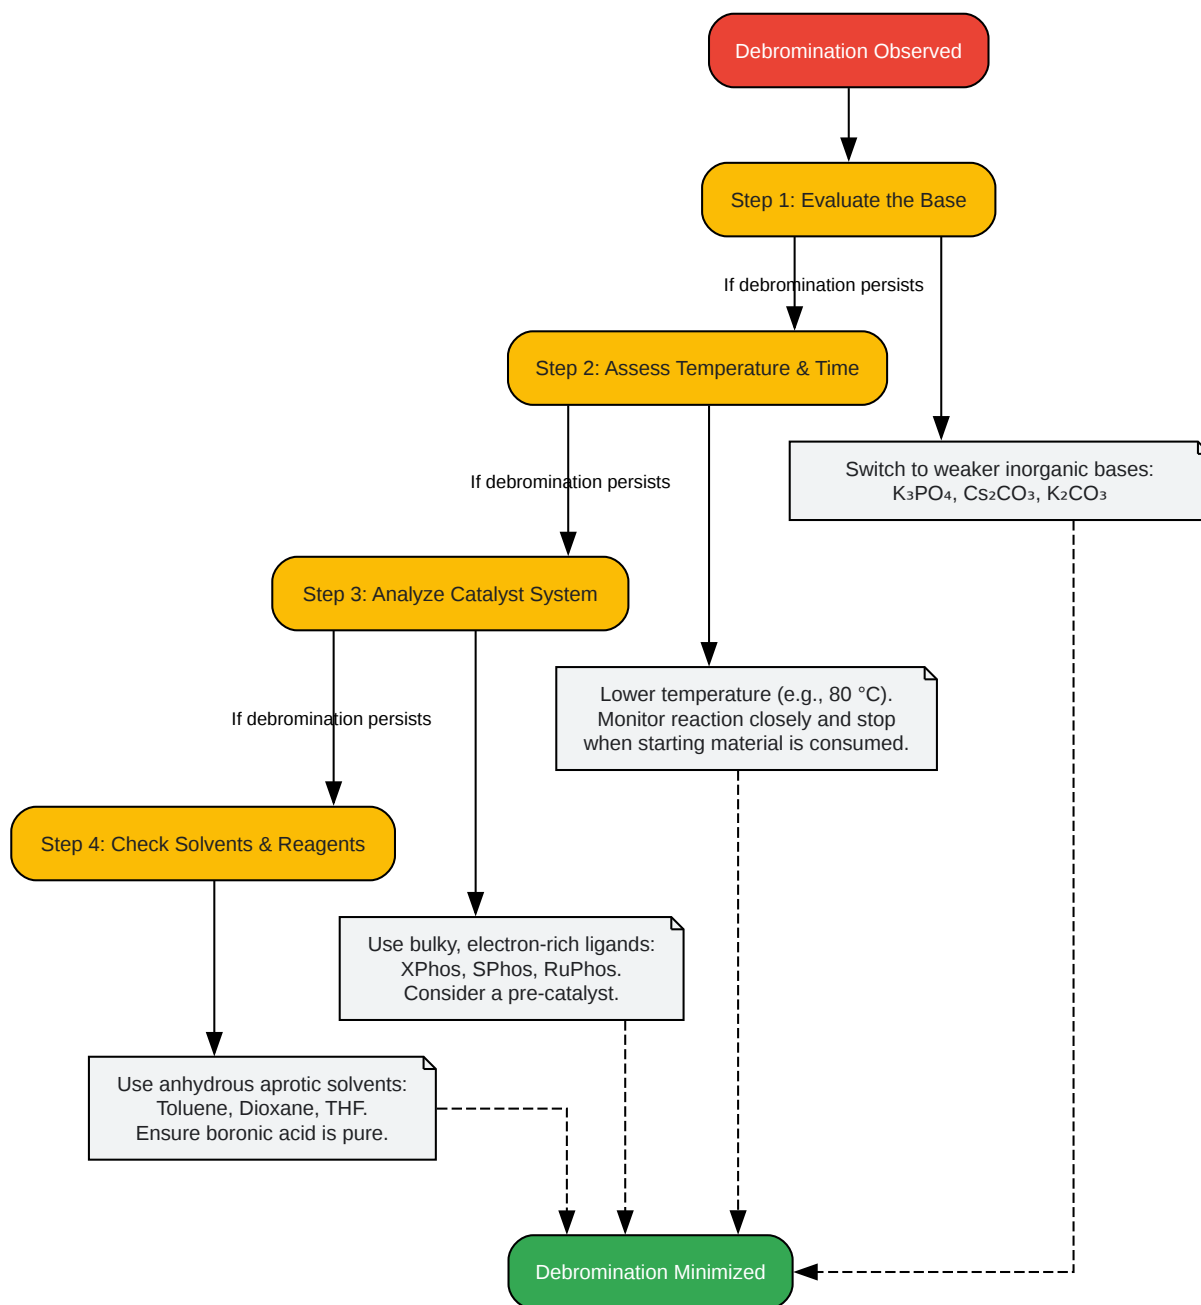 Debromination Observed
Step 1: Evaluate the Base
If debromination persists
Step 2: Assess Temperature & Time
Switch to weaker inorganic bases:
K₃PO₄, Cs₂CO₃, K₂CO₃
If debromination persists
Step 3: Analyze Catalyst System
Lower temperature (e.g., 80 °C).
Monitor reaction closely and stop
when starting material is consumed.
If debromination persists
Step 4: Check Solvents & Reagents
Use bulky, electron-rich ligands:
XPhos, SPhos, RuPhos.
Consider a pre-catalyst.
Use anhydrous aprotic solvents:
Toluene, Dioxane, THF.
Ensure boronic acid is pure.
Debromination Minimized